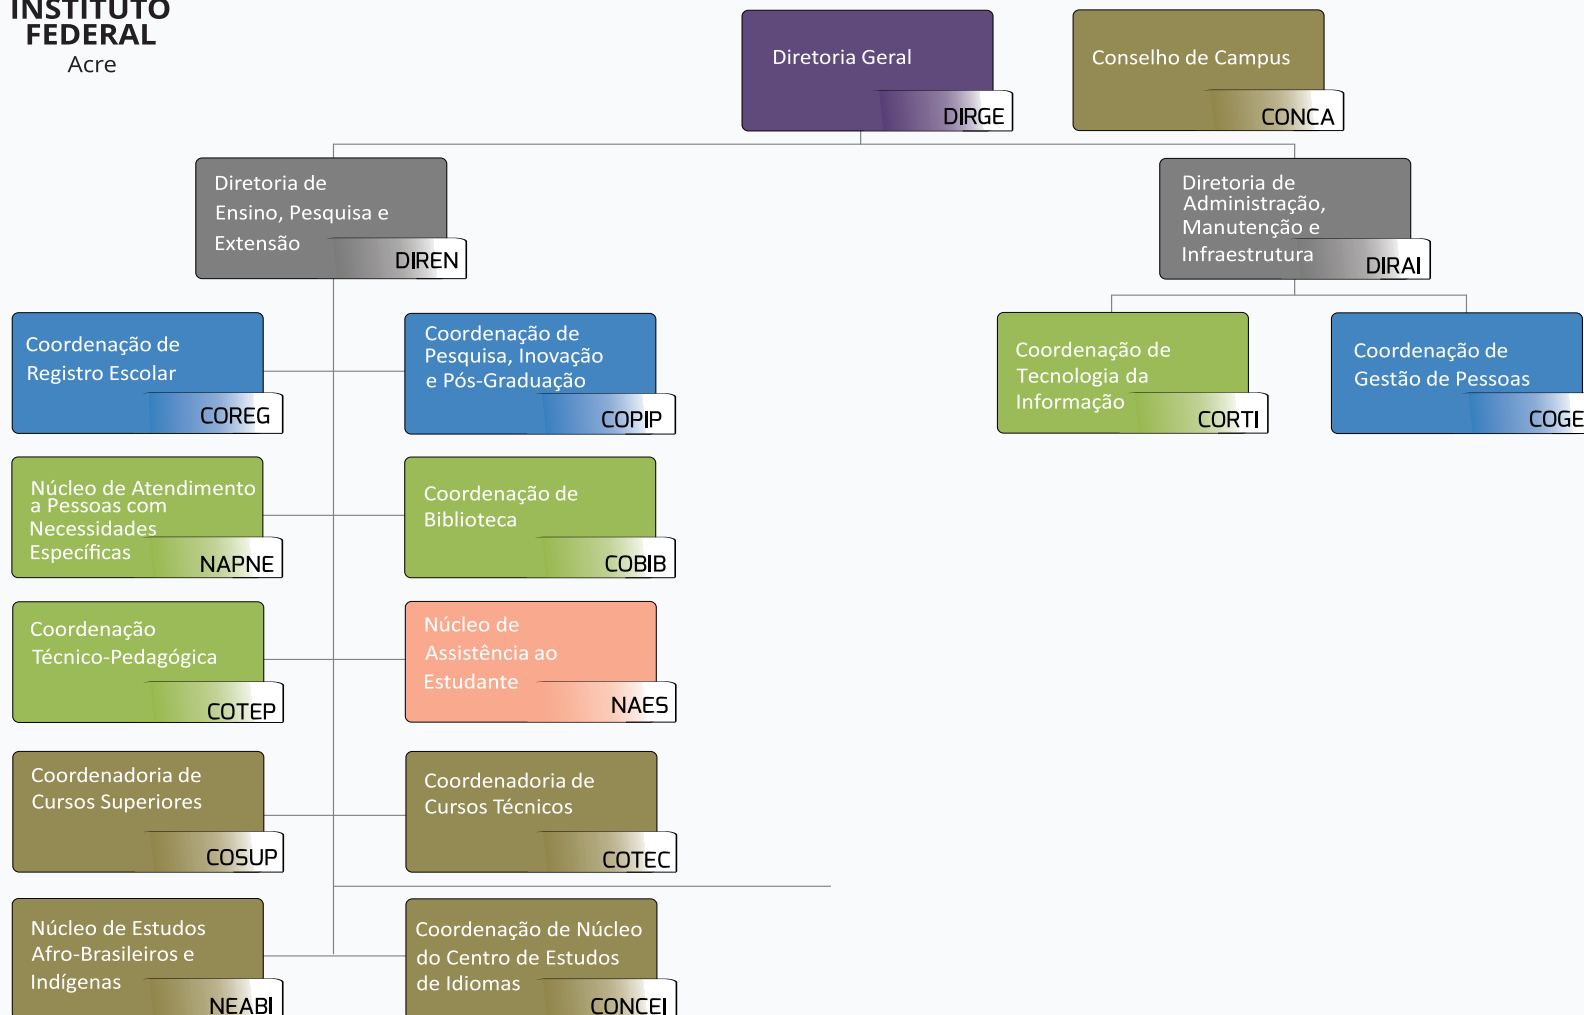 INSTITUTO
FEDERAL
Acre
Diretoria Geral
DIRGE
Conselho de Campus
CONCA
Diretoria de
Ensino, Pesquisa e
Extensão
DIREN
Diretoria de
Administração,
Manutenção e
Infraestrutura
DIRAI
Coordenação de
Registro Escolar
COREG
Coordenação de
Pesquisa, Inovação
e Pós-Graduação
COPIP
Coordenação de
Tecnologia da
Informação
CORTI
Coordenação de
Gestão de Pessoas
COGE
Núcleo de Atendimento
a Pessoas com
Necessidades
Específicas
NAPNE
Coordenação de
Biblioteca
COBIB
Coordenação
Técnico-Pedagógica
COTEP
Núcleo de
Assistência ao
Estudante
NAES
Coordenadoria de
Cursos Superiores
COSUP
Coordenadoria de
Cursos Técnicos
COTEC
Núcleo de Estudos
Afro-Brasileiros e
Indígenas
NEABI
Coordenação de Núcleo
do Centro de Estudos
de Idiomas
CONCEI